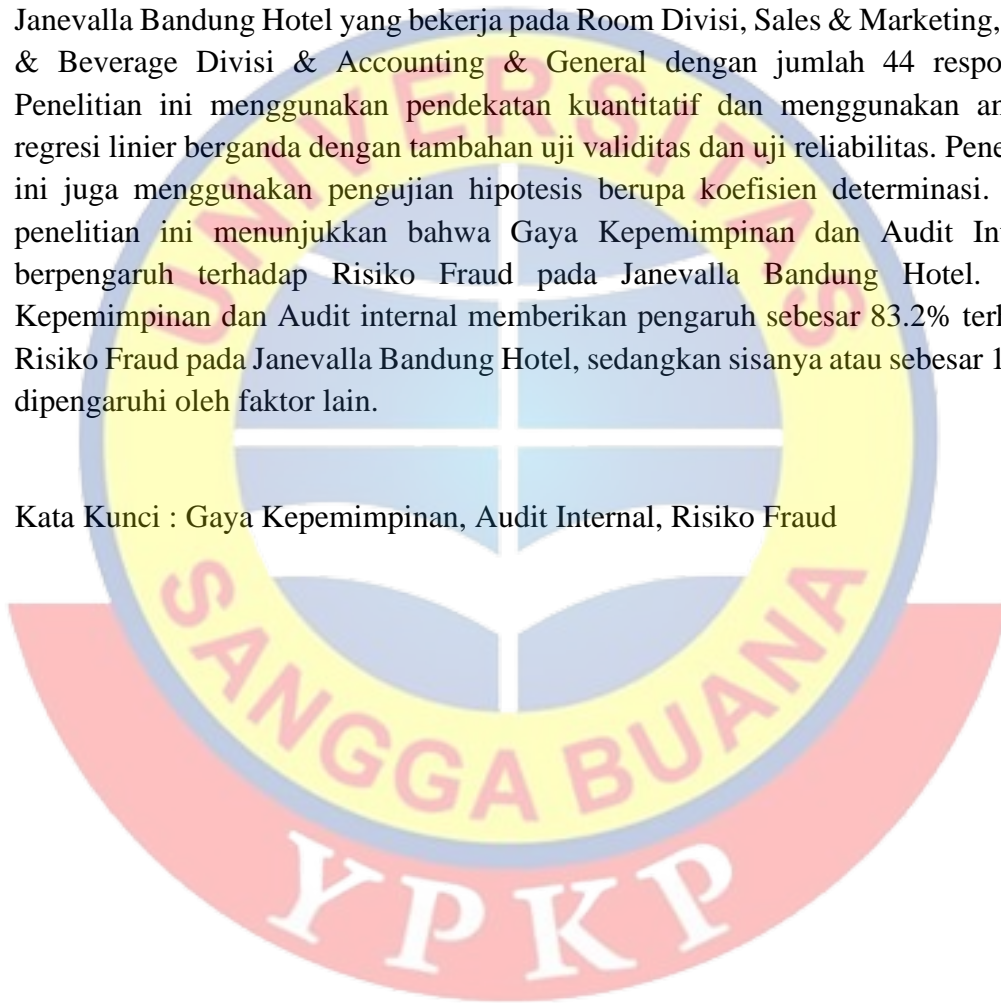 Janevalla Bandung Hotel yang bekerja pada Room Divisi, Sales & Marketing,
& Beverage Divisi & Accounting & General dengan jumlah 44 respo
Penelitian ini menggunakan pendekatan kuantitatif dan menggunakan an
regresi linier berganda dengan tambahan uji validitas dan uji reliabilitas. Pene
ini juga menggunakan pengujian hipotesis berupa koefisien determinasi.
penelitian ini menunjukkan bahwa Gaya Kepemimpinan dan Audit Int
berpengaruh terhadap Risiko Fraud pada Janevalla Bandung Hotel.
Kepemimpinan dan Audit internal memberikan pengaruh sebesar 83.2% terh
Risiko Fraud pada Janevalla Bandung Hotel, sedangkan sisanya atau sebesar 1
dipengaruhi oleh faktor lain.
Kata Kunci : Gaya Kepemimpinan, Audit Internal, Risiko Fraud
UNIVERSITAS
SANGGA BUANA
YPKP